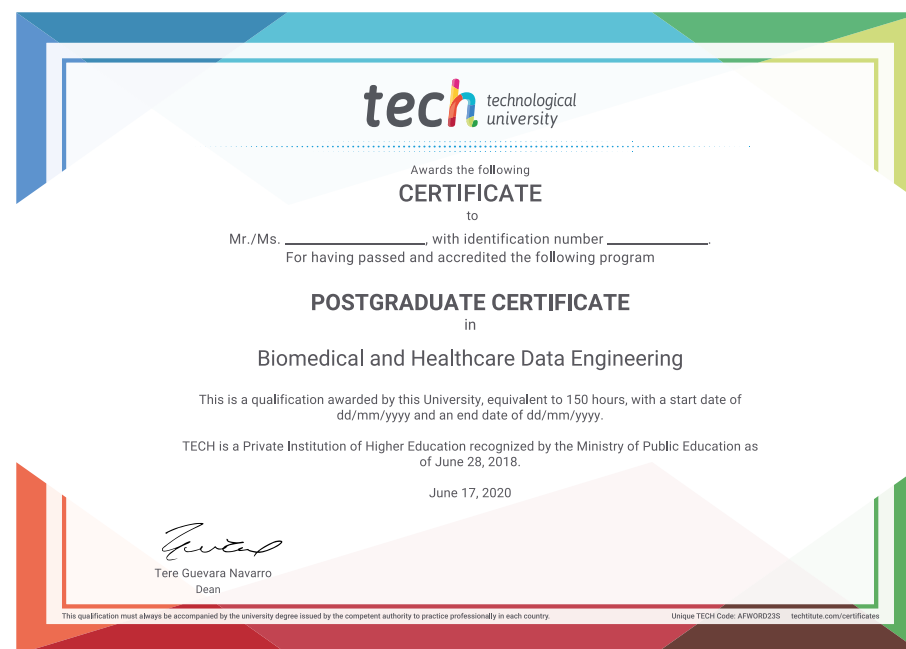 tech technological
university
Awards the following
CERTIFICATE
to
Mr./Ms. ____________, with identification number ____________.
For having passed and accredited the following program
POSTGRADUATE CERTIFICATE
in
Biomedical and Healthcare Data Engineering
This is a qualification awarded by this University, equivalent to 150 hours, with a start date of
dd/mm/yyyy and an end date of dd/mm/yyyy.
TECH is a Private Institution of Higher Education recognized by the Ministry of Public Education as
of June 28, 2018.
June 17, 2020
Tere Guevara Navarro
Dean
This qualification must always be accompanied by the university degree issued by the competent authority to practice professionally in each country.
Unique TECH Code: AFWORD23S techtitute.com/certificates